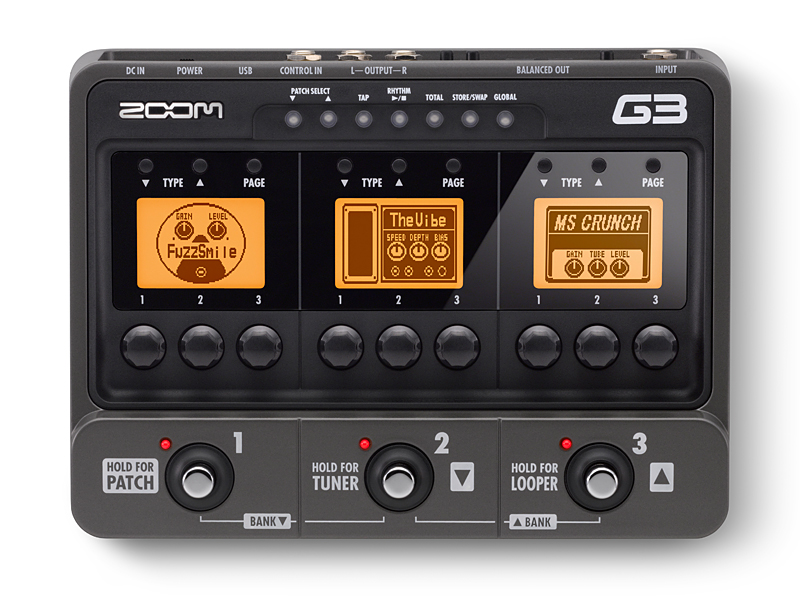 DC IN POWER USB CONTROL IN L—OUTPUT—R BALANCED OUT INPUT
PATCH SELECT TAP RHYTHM TOTAL STORE/SWAP GLOBAL
▼ ▲ ▶/■
ZOOM G3
▼ TYPE ▲ PAGE
GAIN LEVEL
FuzzSmile
1 2 3
▼ TYPE ▲ PAGE
TheVibe
SPEED DEPTH BIAS
1 2 3
▼ TYPE ▲ PAGE
MS CRUNCH
GAIN TUBE LEVEL
1 2 3
1
HOLD FOR
PATCH
2
HOLD FOR
TUNER ▼
3
HOLD FOR
LOOPER ▲
BANK ▼
▲ BANK